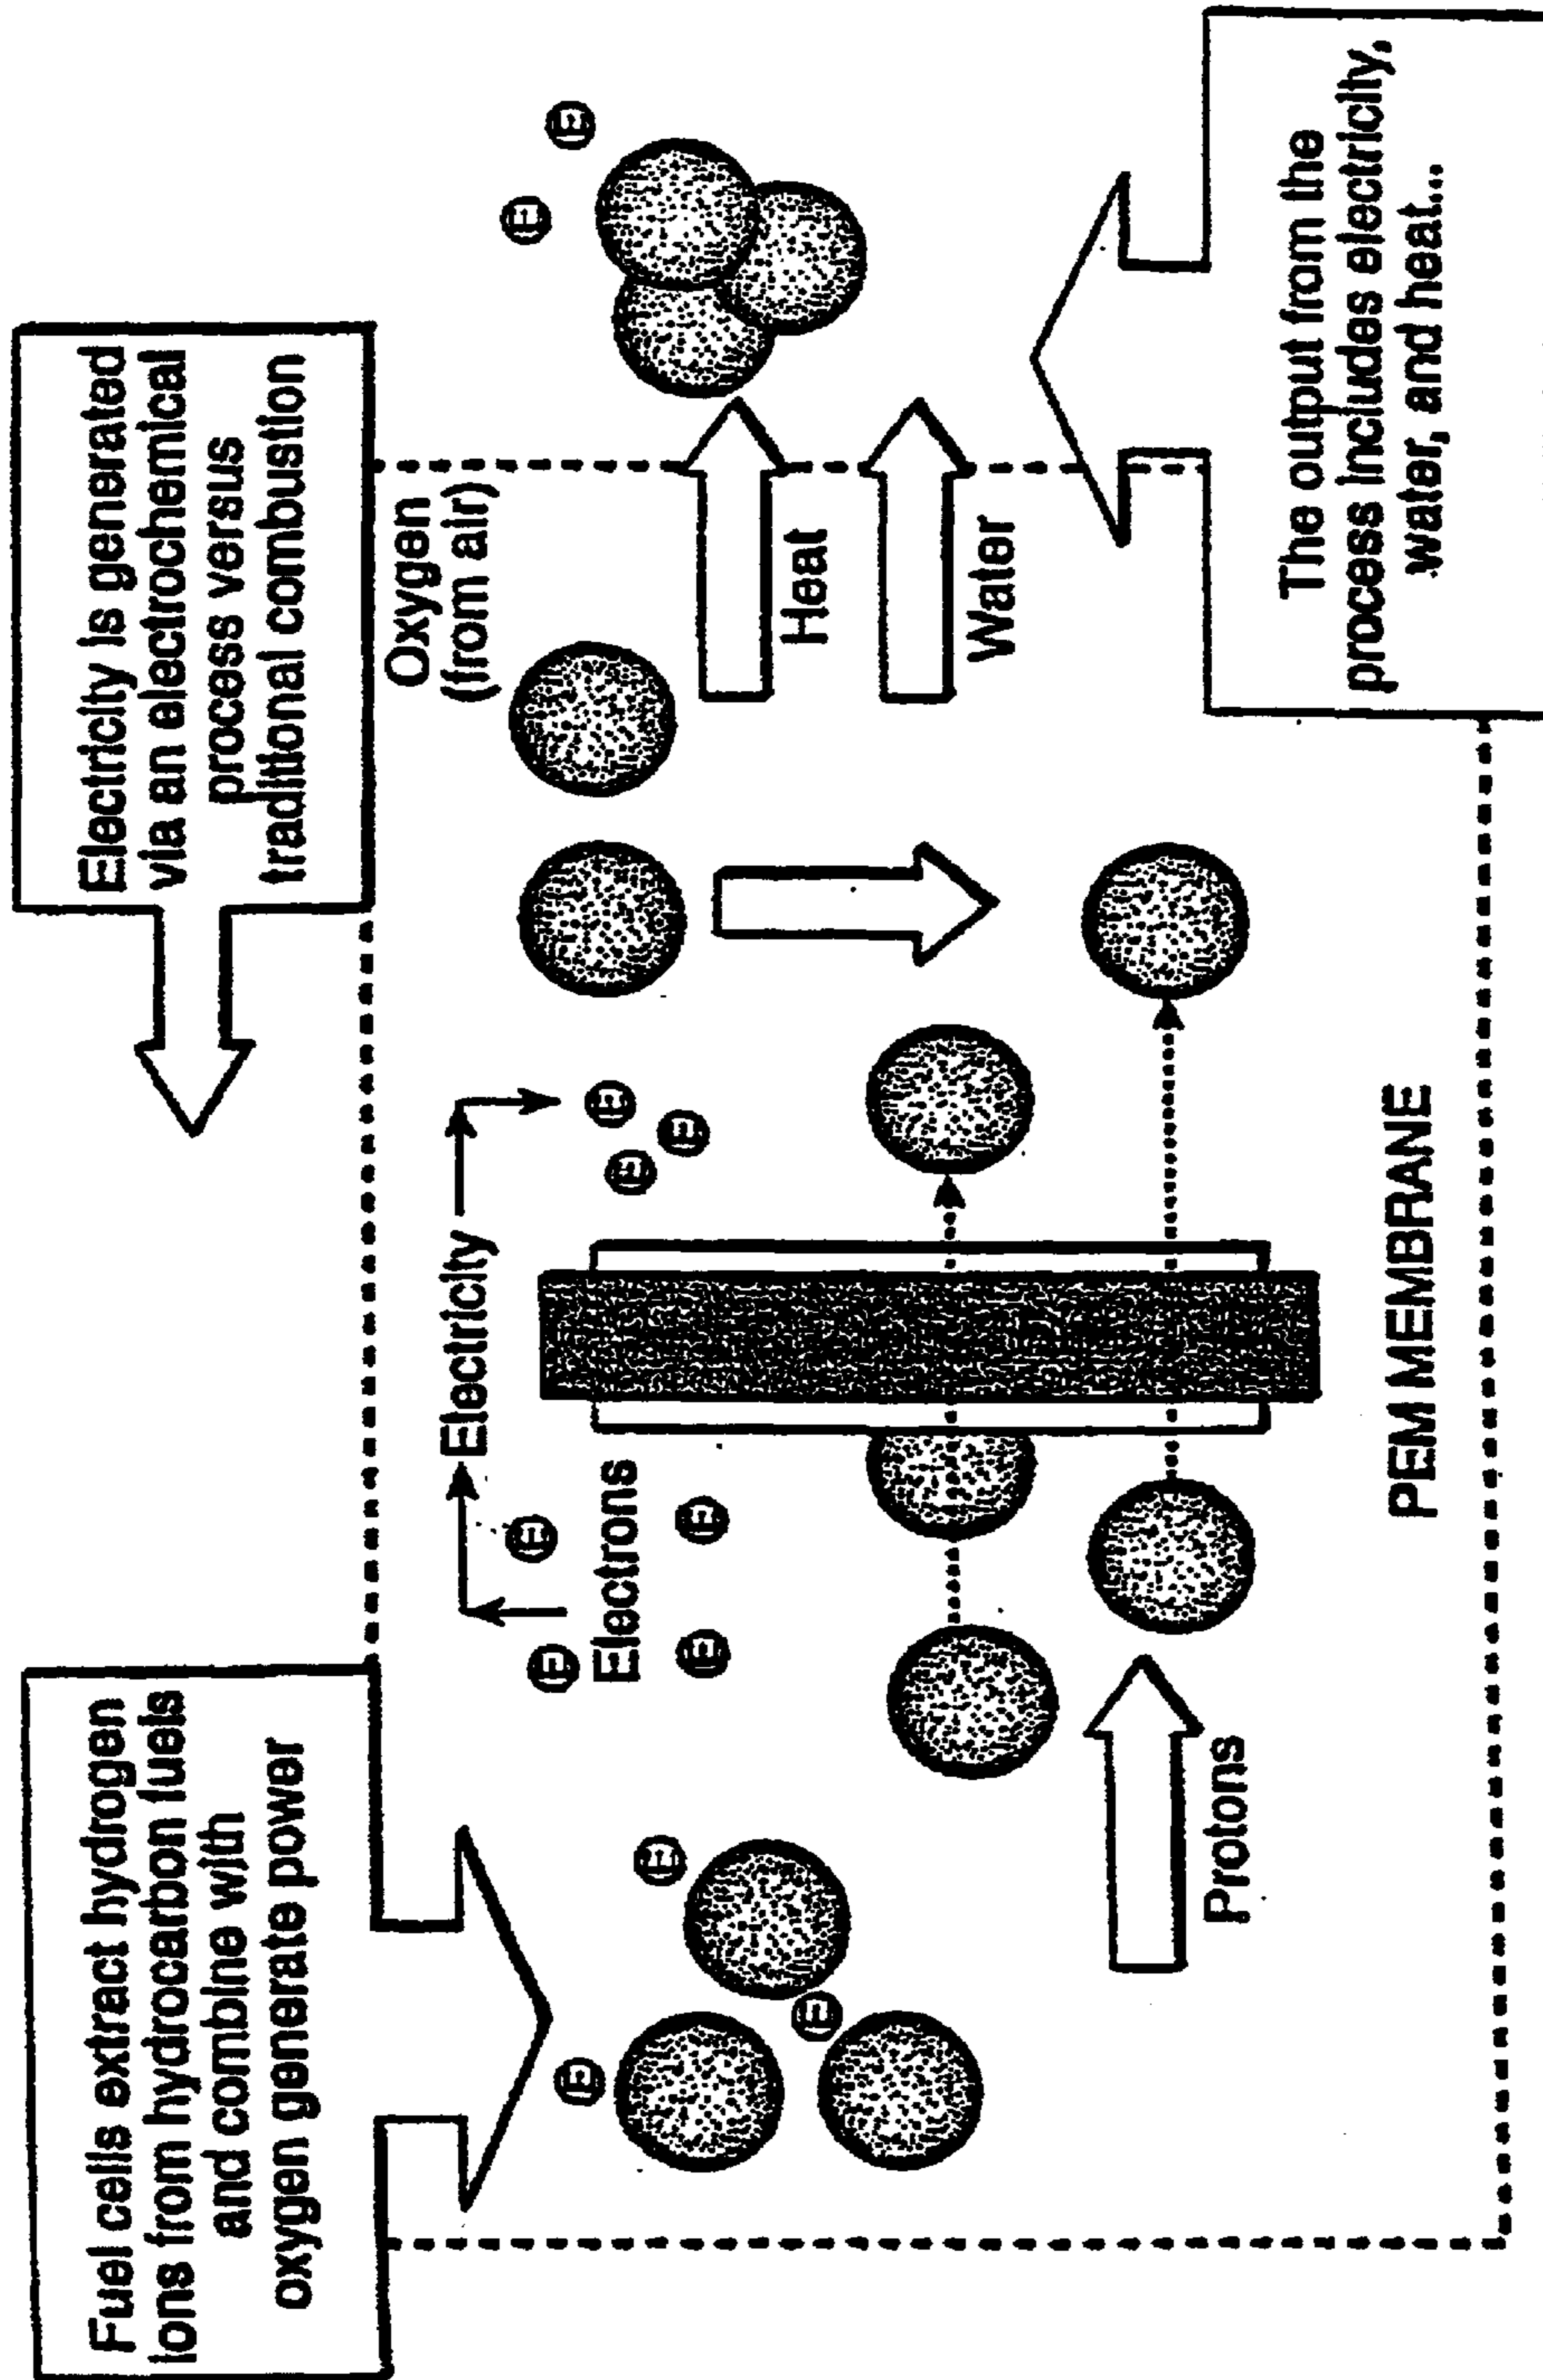 Fuel cells extract hydrogen
ions from hydrocarbon fuels
and combine with
oxygen generate power
Electricity is generated
via an electrochemical
process versus
traditional combustion
Electricity
Electrons
Oxygen
(from air)
Heat
Water
Protons
PEM MEMBRANE
The output from the
process includes electricity,
water, and heat...
E
E
E
E
E
E
E
E
E
E
E
E